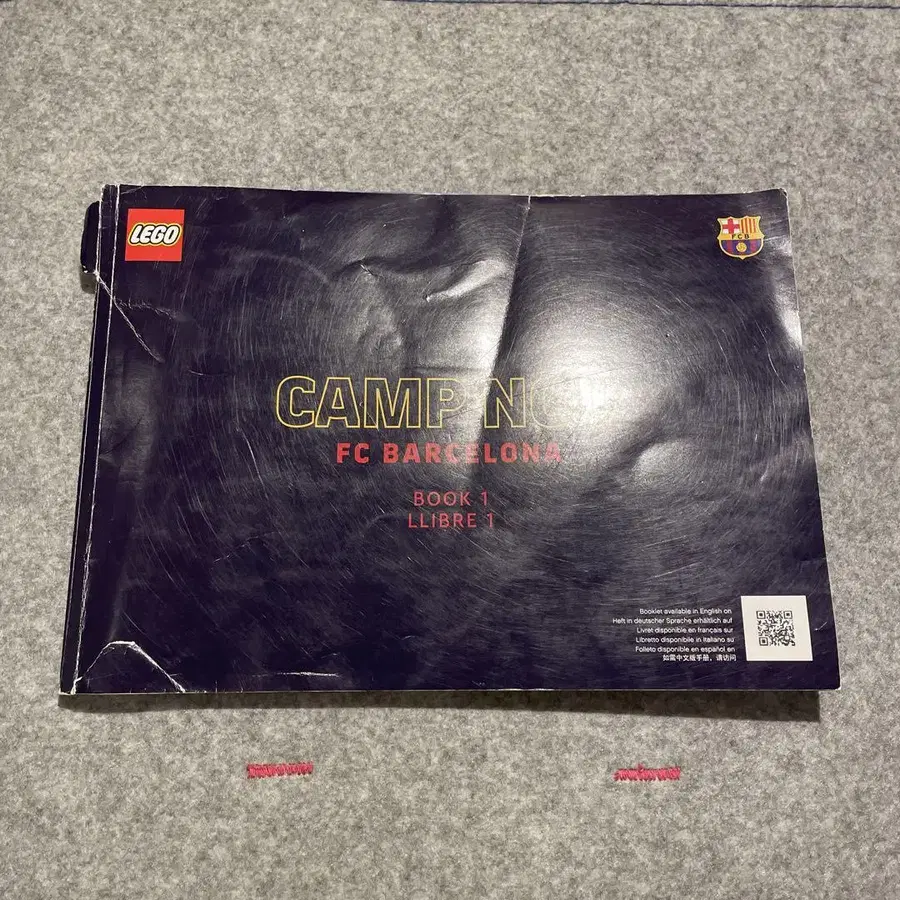 LEGO
FCB
CAMP NO
FC BARCELONA
BOOK 1
LLIBRE 1
Booklet available in English on
Heft in deutscher Sprache erhältlich auf
Livret disponible en français sur
Libretto disponibile in italiano su
Folleto disponible en español en
如需中文版手册，请访问